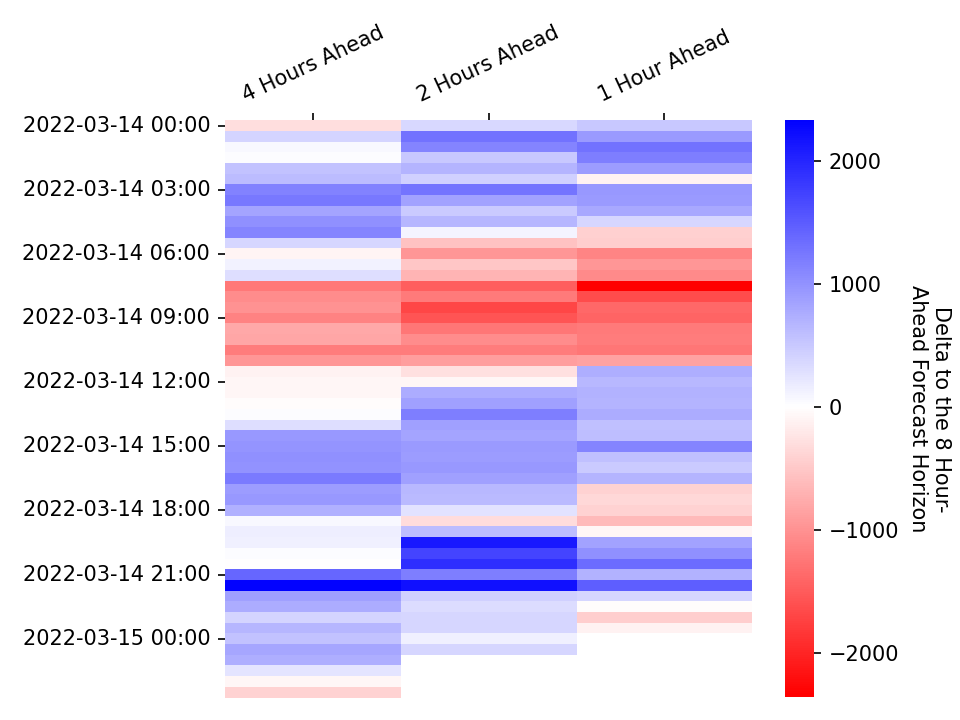 4 Hours Ahead
2 Hours Ahead
1 Hour Ahead
2022-03-14 00:00
2022-03-14 03:00
2022-03-14 06:00
2022-03-14 09:00
2022-03-14 12:00
2022-03-14 15:00
2022-03-14 18:00
2022-03-14 21:00
2022-03-15 00:00
2000
1000
0
−1000
−2000
Delta to the 8 Hour-
Ahead Forecast Horizon